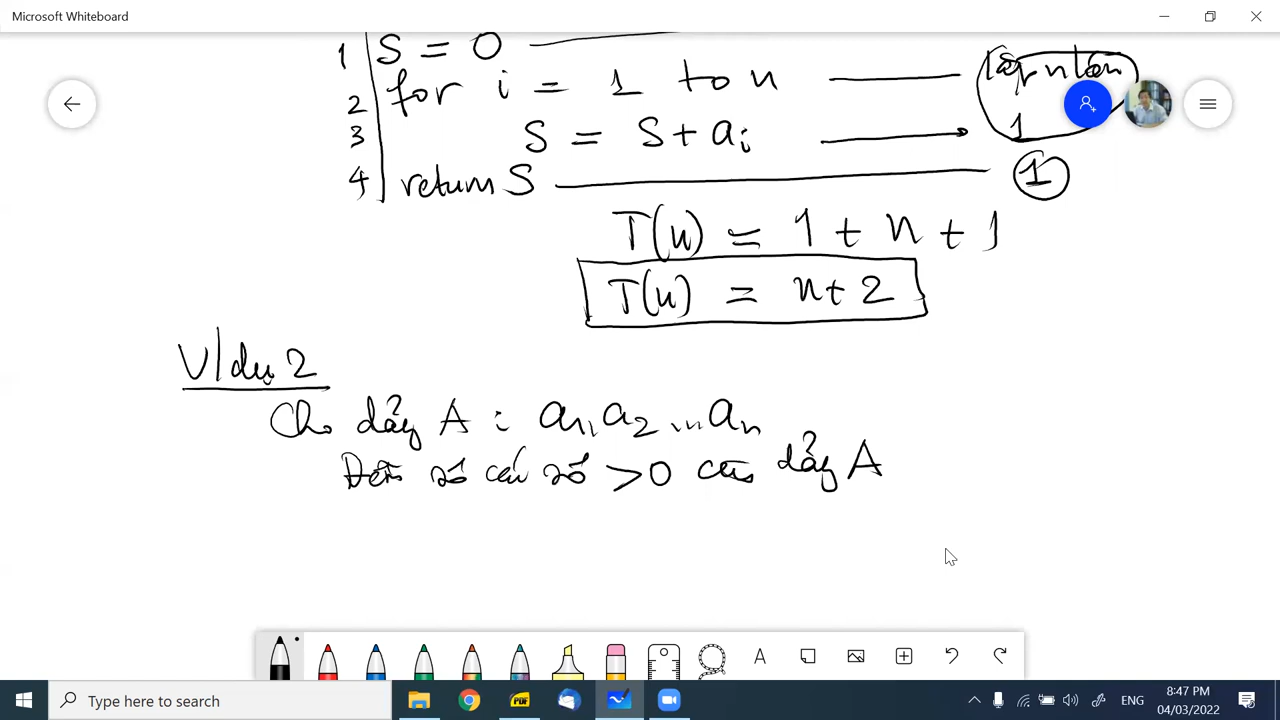 Microsoft Whiteboard
1 S = 0
2 for i = 1 to n lặp n lần
3 S = S + ai 1
4 return S 1
T(n) = 1 + n + 1
T(n) = n + 2
V/dụ 2
Cho dãy A : a1, a2 ... an
Đếm số các số > 0 của dãy A
Type here to search
PDF
ENG
8:47 PM
04/03/2022